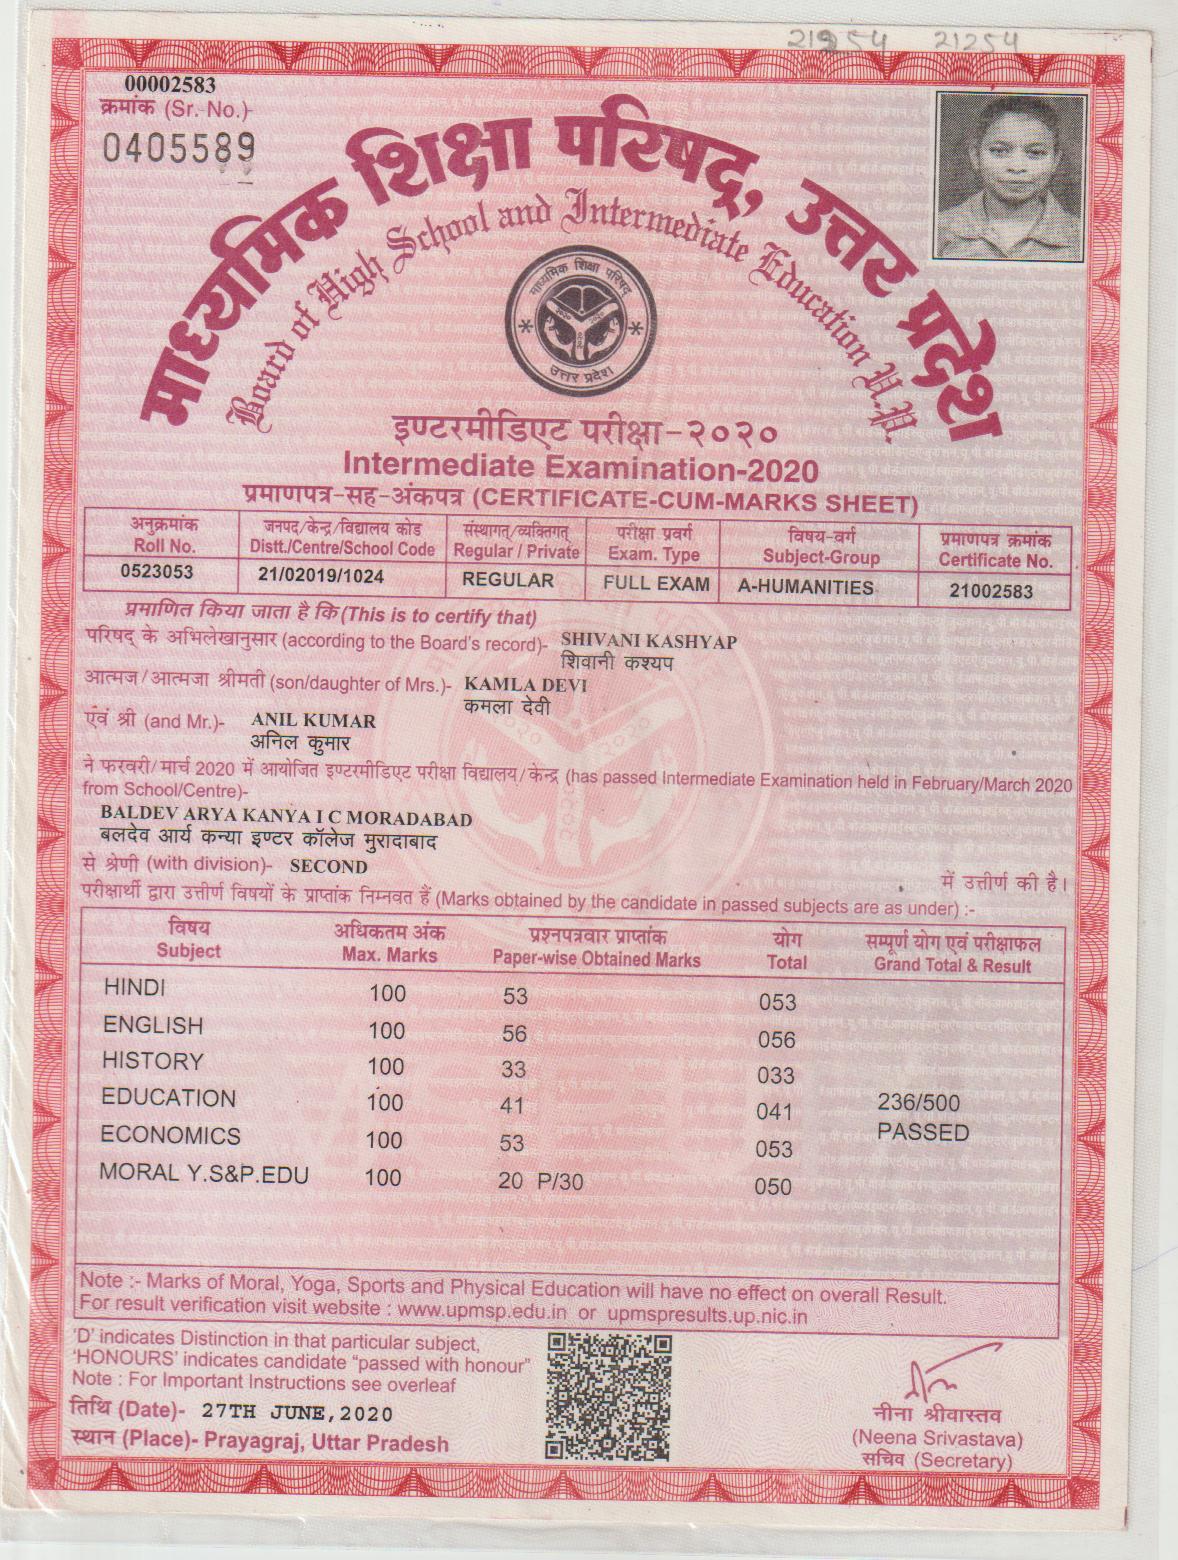 21254 21254
00002583
क्रमांक (Sr. No.)-
0405589
माध्यमिक शिक्षा परिषद्, उत्तर प्रदेश
Board of High School and Intermediate Education U.P.
माध्यमिक शिक्षा परिषद्
उत्तर प्रदेश
इण्टरमीडिएट परीक्षा-२०२०
Intermediate Examination-2020
प्रमाणपत्र-सह-अंकपत्र (CERTIFICATE-CUM-MARKS SHEET)
अनुक्रमांक जनपद/केन्द्र/विद्यालय कोड संस्थागत/व्यक्तिगत् परीक्षा प्रवर्ग विषय-वर्ग प्रमाणपत्र क्रमांक
Roll No. Distt./Centre/School Code Regular / Private Exam. Type Subject-Group Certificate No.
0523053 21/02019/1024 REGULAR FULL EXAM A-HUMANITIES 21002583
प्रमाणित किया जाता है कि (This is to certify that)
परिषद् के अभिलेखानुसार (according to the Board's record)- SHIVANI KASHYAP
शिवानी कश्यप
आत्मज/आत्मजा श्रीमती (son/daughter of Mrs.)- KAMLA DEVI
कमला देवी
एवं श्री (and Mr.)- ANIL KUMAR
अनिल कुमार
ने फरवरी/मार्च 2020 में आयोजित इण्टरमीडिएट परीक्षा विद्यालय/केन्द्र (has passed Intermediate Examination held in February/March 2020
from School/Centre)-
BALDEV ARYA KANYA I C MORADABAD
बलदेव आर्य कन्या इण्टर कॉलेज मुरादाबाद
से श्रेणी (with division)- SECOND में उत्तीर्ण की है।
परीक्षार्थी द्वारा उत्तीर्ण विषयों के प्राप्तांक निम्नवत हैं (Marks obtained by the candidate in passed subjects are as under) :-
विषय अधिकतम अंक प्रश्नपत्रवार प्राप्तांक योग सम्पूर्ण योग एवं परीक्षाफल
Subject Max. Marks Paper-wise Obtained Marks Total Grand Total & Result
HINDI 100 53 053
ENGLISH 100 56 056
HISTORY 100 33 033
EDUCATION 100 41 041 236/500
ECONOMICS 100 53 053 PASSED
MORAL Y.S&P.EDU 100 20 P/30 050
Note :- Marks of Moral, Yoga, Sports and Physical Education will have no effect on overall Result.
For result verification visit website : www.upmsp.edu.in or upmspresults.up.nic.in
'D' indicates Distinction in that particular subject,
'HONOURS' indicates candidate "passed with honour"
Note : For Important Instructions see overleaf
तिथि (Date)- 27TH JUNE,2020
स्थान (Place)- Prayagraj, Uttar Pradesh
नीना श्रीवास्तव
(Neena Srivastava)
सचिव (Secretary)